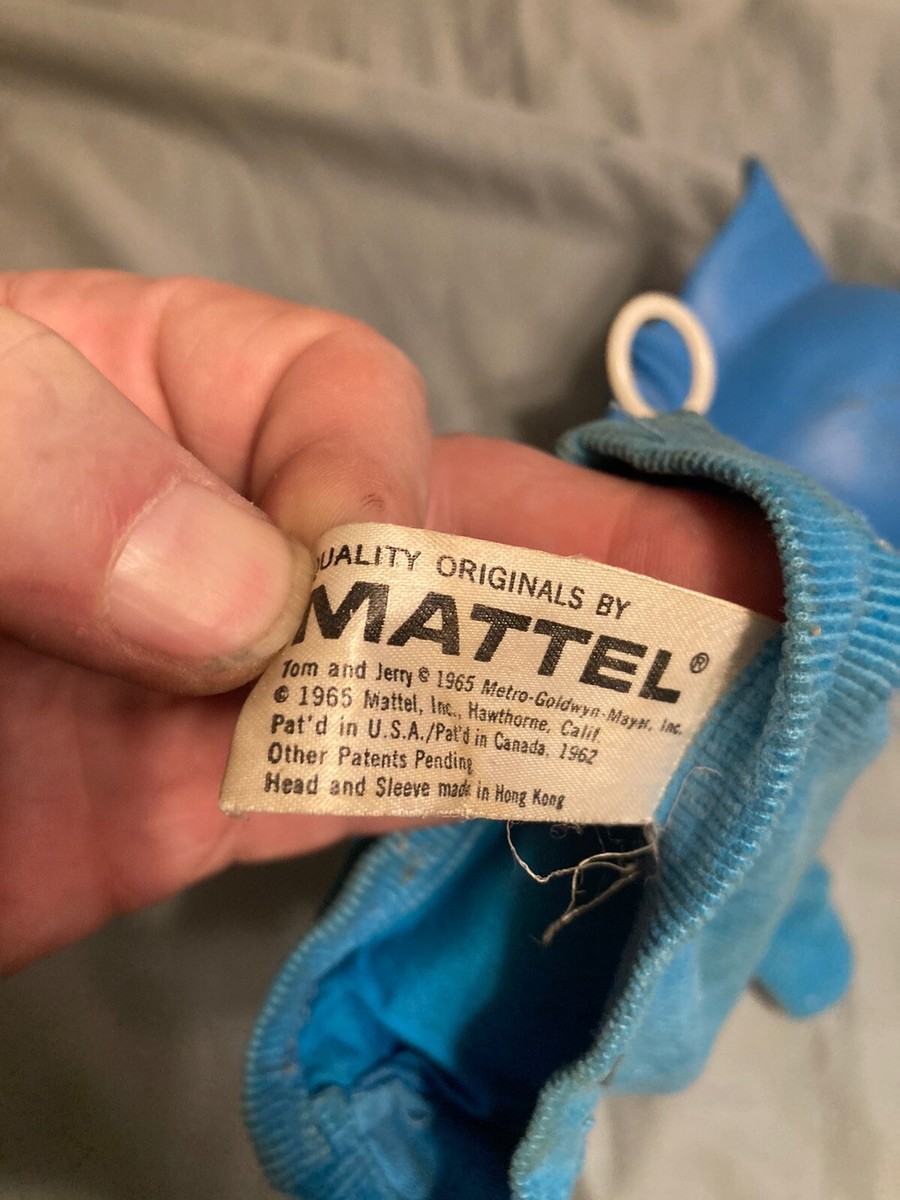 QUALITY ORIGINALS BY
MATTEL®
Tom and Jerry © 1965 Metro-Goldwyn-Mayer, Inc.
© 1965 Mattel, Inc., Hawthorne, Calif.
Pat'd in U.S.A./Pat'd in Canada, 1962
Other Patents Pending
Head and Sleeve made in Hong Kong